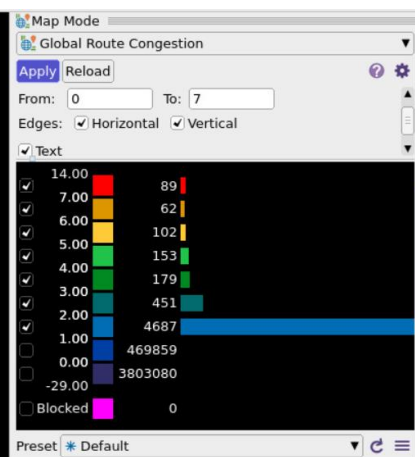 Map Mode
Global Route Congestion
Apply Reload
From: 0 To: 7
Edges: Horizontal Vertical
Text
14.00
89
7.00
62
6.00
102
5.00
153
4.00
179
3.00
451
2.00
4687
1.00
469859
0.00
3803080
-29.00
Blocked 0
Preset Default